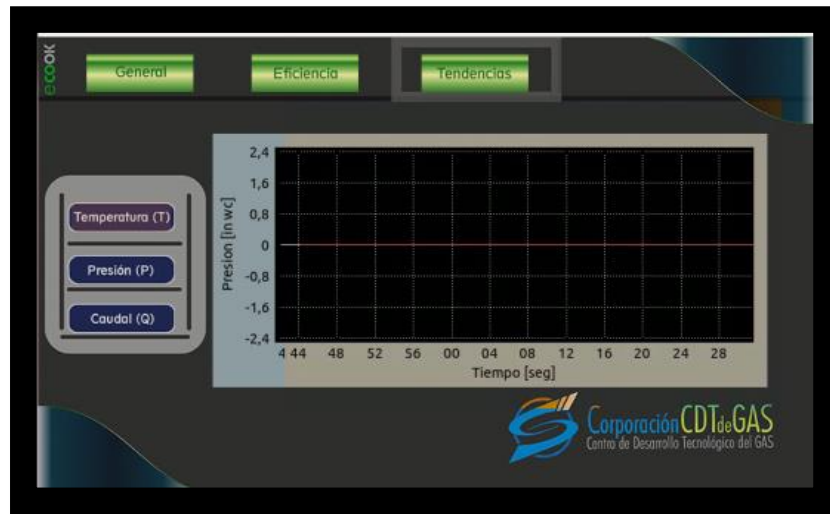 ecook
General
Eficiencia
Tendencias
Temperatura (T)
Presión (P)
Caudal (Q)
Presion [in wc]
2,4
1,6
0,8
0
-0,8
-1,6
-2,4
4 44 48 52 56 00 04 08 12 16 20 24 28
Tiempo [seg]
Corporación CDTdeGAS
Centro de Desarrollo Tecnológico del GAS